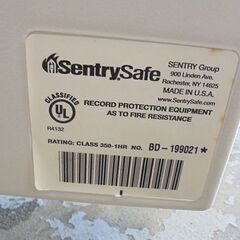 SentrySafe
SENTRY Group
900 Linden Ave.
Rochester, NY 14625
MADE IN U.S.A.
www.SentrySafe.com
CLASSIFIED
UL
R4132
RECORD PROTECTION EQUIPMENT
AS TO FIRE RESISTANCE
RATING: CLASS 350-1HR NO. BD-199021*